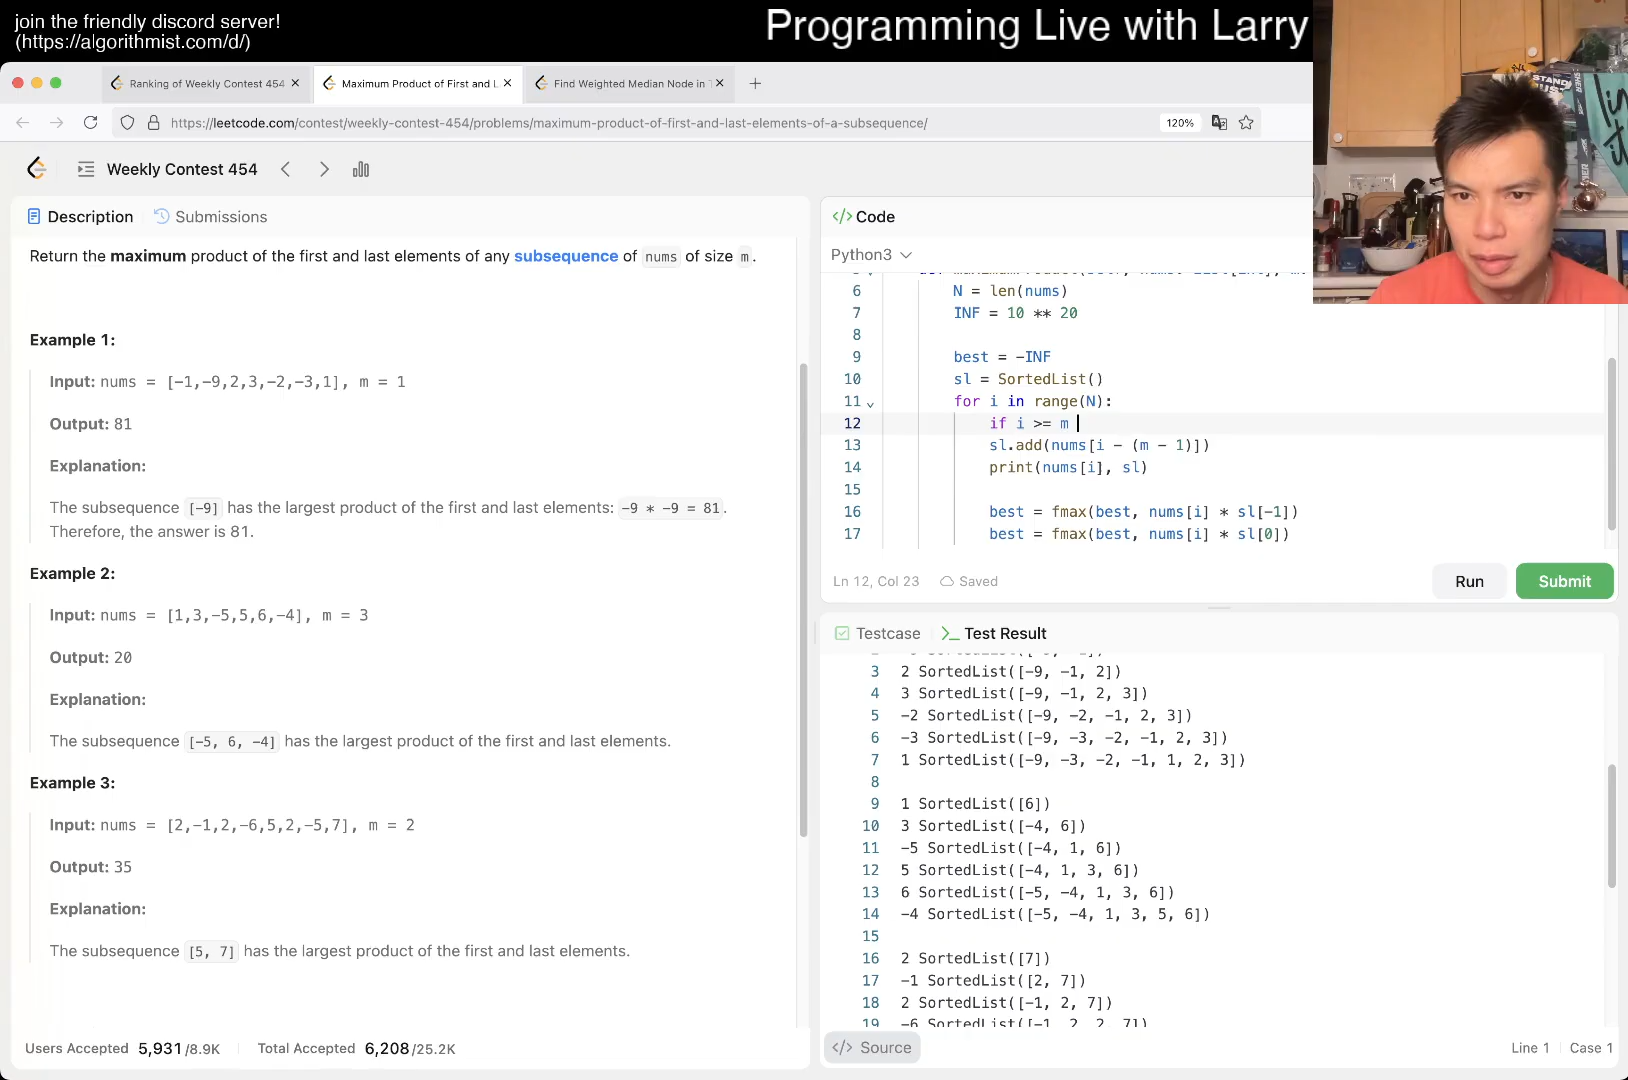 join the friendly discord server!
(https://algorithmist.com/d/)
Programming Live with Larry
Ranking of Weekly Contest 454
Maximum Product of First and L
Find Weighted Median Node in T
https://leetcode.com/contest/weekly-contest-454/problems/maximum-product-of-first-and-last-elements-of-a-subsequence/
120%
Weekly Contest 454
Description
Submissions
Return the maximum product of the first and last elements of any subsequence of nums of size m.
Example 1:
Input: nums = [-1,-9,2,3,-2,-3,1], m = 1
Output: 81
Explanation:
The subsequence [-9] has the largest product of the first and last elements: -9 * -9 = 81.
Therefore, the answer is 81.
Example 2:
Input: nums = [1,3,-5,5,6,-4], m = 3
Output: 20
Explanation:
The subsequence [-5, 6, -4] has the largest product of the first and last elements.
Example 3:
Input: nums = [2,-1,2,-6,5,2,-5,7], m = 2
Output: 35
Explanation:
The subsequence [5, 7] has the largest product of the first and last elements.
Users Accepted 5,931/8.9K
Total Accepted 6,208/25.2K
</> Code
Python3
6 N = len(nums)
7 INF = 10 ** 20
8
9 best = -INF
10 sl = SortedList()
11 for i in range(N):
12 if i >= m
13 sl.add(nums[i - (m - 1)])
14 print(nums[i], sl)
15
16 best = fmax(best, nums[i] * sl[-1])
17 best = fmax(best, nums[i] * sl[0])
Ln 12, Col 23
Saved
Run
Submit
Testcase
Test Result
3 2 SortedList([-9, -1, 2])
4 3 SortedList([-9, -1, 2, 3])
5 -2 SortedList([-9, -2, -1, 2, 3])
6 -3 SortedList([-9, -3, -2, -1, 2, 3])
7 1 SortedList([-9, -3, -2, -1, 1, 2, 3])
8
9 1 SortedList([6])
10 3 SortedList([-4, 6])
11 -5 SortedList([-4, 1, 6])
12 5 SortedList([-4, 1, 3, 6])
13 6 SortedList([-5, -4, 1, 3, 6])
14 -4 SortedList([-5, -4, 1, 3, 5, 6])
15
16 2 SortedList([7])
17 -1 SortedList([2, 7])
18 2 SortedList([-1, 2, 7])
19 -6 SortedList([-1, 2, 2, 7])
</> Source
Line 1
Case 1
STAND